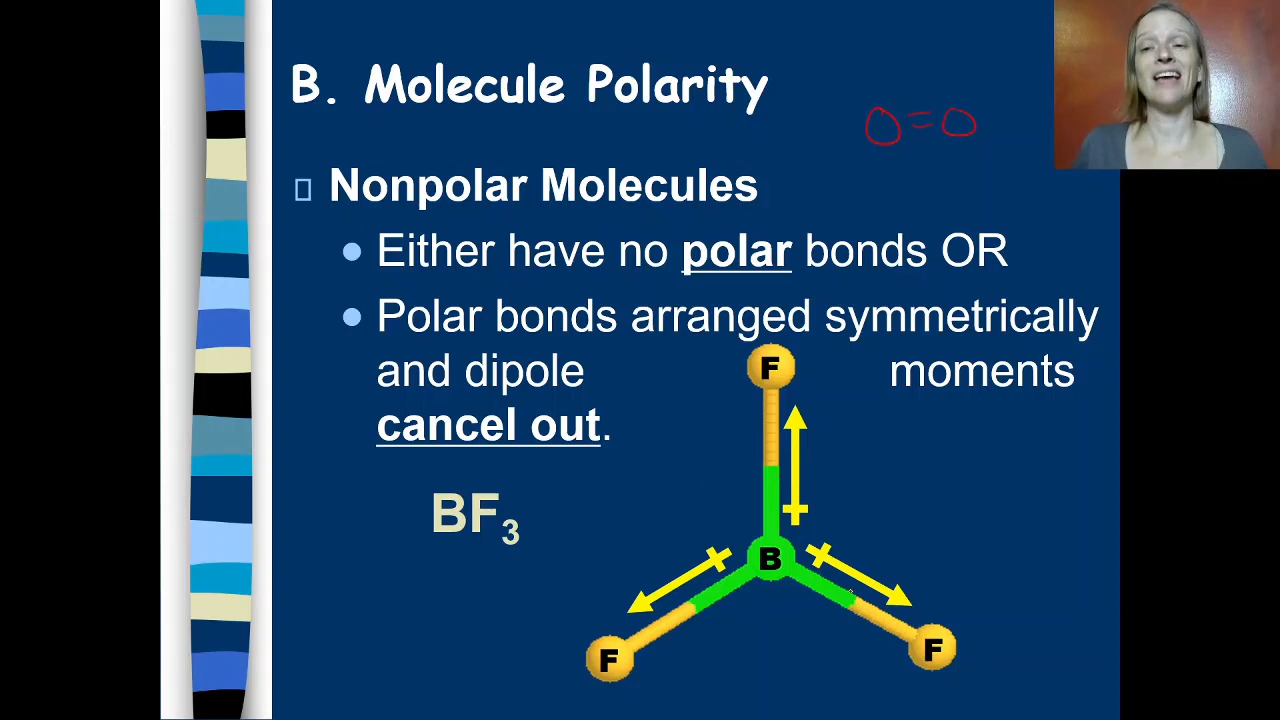 B. Molecule Polarity
O=O
Nonpolar Molecules
Either have no polar bonds OR
Polar bonds arranged symmetrically
and dipole moments
cancel out.
F
BF₃
B
F
F